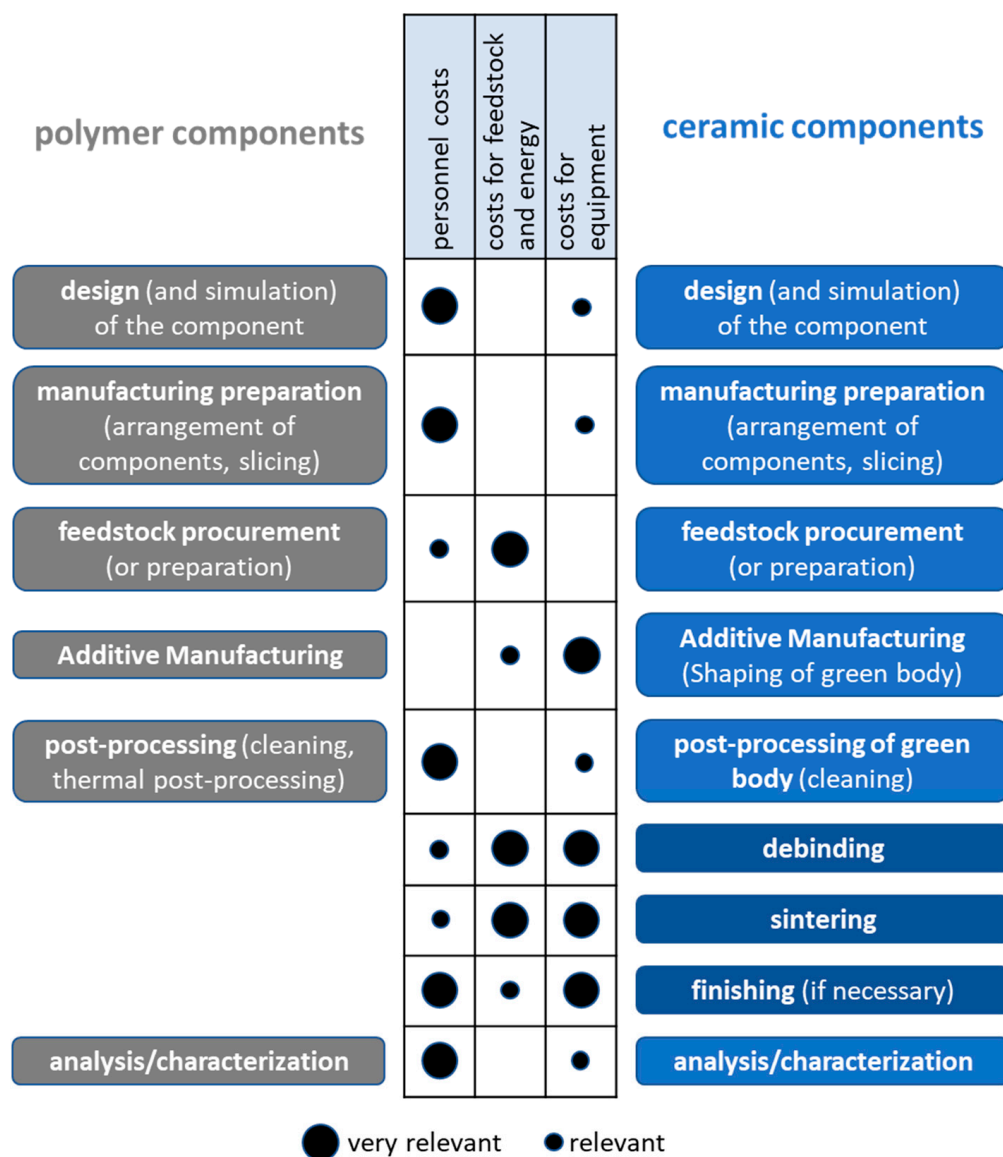 polymer components
personnel costs
costs for feedstock
and energy
costs for
equipment
ceramic components
design (and simulation)
of the component
design (and simulation)
of the component
manufacturing preparation
(arrangement of
components, slicing)
manufacturing preparation
(arrangement of
components, slicing)
feedstock procurement
(or preparation)
feedstock procurement
(or preparation)
Additive Manufacturing
Additive Manufacturing
(Shaping of green body)
post-processing (cleaning,
thermal post-processing)
post-processing of green
body (cleaning)
debinding
sintering
finishing (if necessary)
analysis/characterization
analysis/characterization
very relevant
relevant